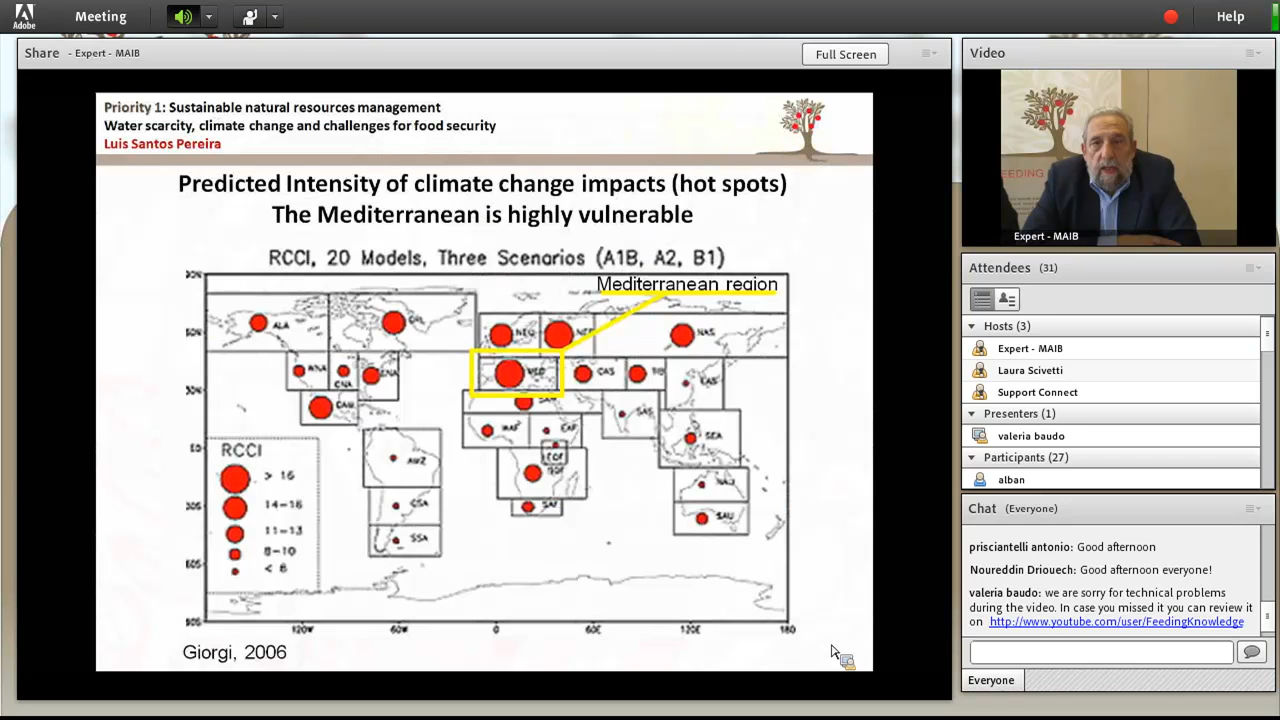 Adobe
Meeting
Help
Share - Expert - MAIB
Full Screen
Priority 1: Sustainable natural resources management
Water scarcity, climate change and challenges for food security
Luis Santos Pereira
Predicted Intensity of climate change impacts (hot spots)
The Mediterranean is highly vulnerable
RCCI, 20 Models, Three Scenarios (A1B, A2, B1)
Mediterranean region
ALA
GRL
NEU
NAS
WNA
CNA
ENA
CAS
CAM
EAS
SAS
WAF
EAF
SEA
AMZ
CSA
SSA
SAF
SAU
RCCI
> 16
14-16
11-13
8-10
< 8
120W
60W
0
60E
120E
180
Giorgi, 2006
Video
FEEDING
Expert - MAIB
Attendees (31)
Hosts (3)
Expert - MAIB
Laura Scivetti
Support Connect
Presenters (1)
valeria baudo
Participants (27)
alban
Chat (Everyone)
prisciantelli antonio: Good afternoon
Noureddin Driouech: Good afternoon everyone!
valeria baudo: we are sorry for technical problems
during the video. In case you missed it you can review it
on http://www.youtube.com/user/FeedingKnowledge
Everyone